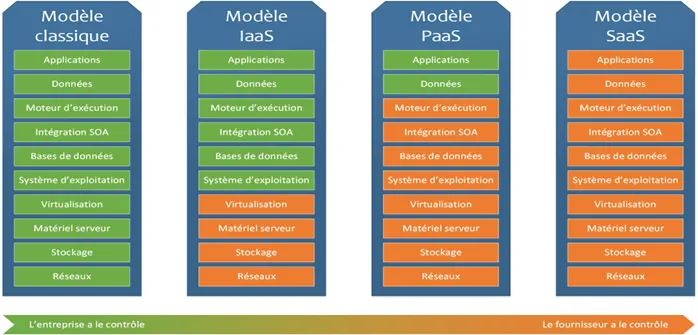 Modèle
classique
Applications
Données
Moteur d'exécution
Intégration SOA
Bases de données
Système d'exploitation
Virtualisation
Matériel serveur
Stockage
Réseaux
Modèle
IaaS
Applications
Données
Moteur d'exécution
Intégration SOA
Bases de données
Système d'exploitation
Virtualisation
Matériel serveur
Stockage
Réseaux
Modèle
PaaS
Applications
Données
Moteur d'exécution
Intégration SOA
Bases de données
Système d'exploitation
Virtualisation
Matériel serveur
Stockage
Réseaux
Modèle
SaaS
Applications
Données
Moteur d'exécution
Intégration SOA
Bases de données
Système d'exploitation
Virtualisation
Matériel serveur
Stockage
Réseaux
L'entreprise a le contrôle
Le fournisseur a le contrôle